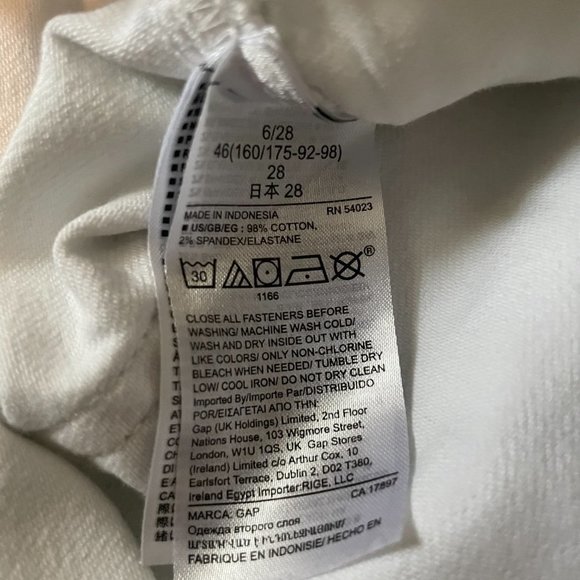 6/28
46(160/175-92-98)
28
日本 28
MADE IN INDONESIA RN 54023
US/GB/EG : 98% COTTON,
2% SPANDEX/ELASTANE
30
®
1166
CLOSE ALL FASTENERS BEFORE
WASHING/ MACHINE WASH COLD/
WASH AND DRY INSIDE OUT WITH
LIKE COLORS/ ONLY NON-CHLORINE
BLEACH WHEN NEEDED/ TUMBLE DRY
LOW/ COOL IRON/ DO NOT DRY CLEAN
Imported By/Importe Par/DISTRIBUIDO
POR/ΕΙΣΑΓΕΤΑΙ ΑΠΟ ΤΗΝ:
Gap (UK Holdings) Limited, 2nd Floor
Nations House, 103 Wigmore Street,
London, W1U 1QS, UK Gap Stores
(Ireland) Limited c/o Arthur Cox, 10
Earlsfort Terrace, Dublin 2, D02 T380,
Ireland Egypt Importer:RIGE, LLC
CA 17897
MARCA: GAP
Одежда второго слоя
ԱՐՏԱԴՐՎԱԾ Է ԻՆԴՈՆԵԶԻԱՅՈՒՄ/
FABRIQUE EN INDONESIE/ HECHO EN